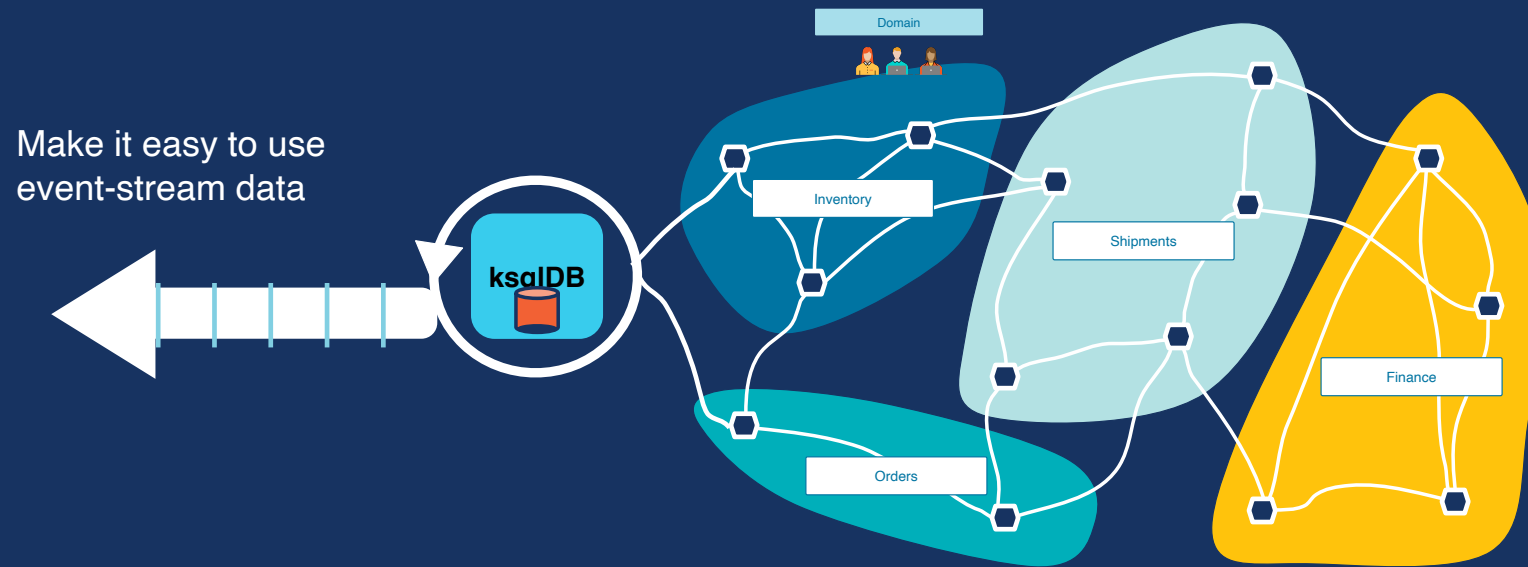 Domain
Make it easy to use
event-stream data
ksqlDB
Inventory
Shipments
Finance
Orders